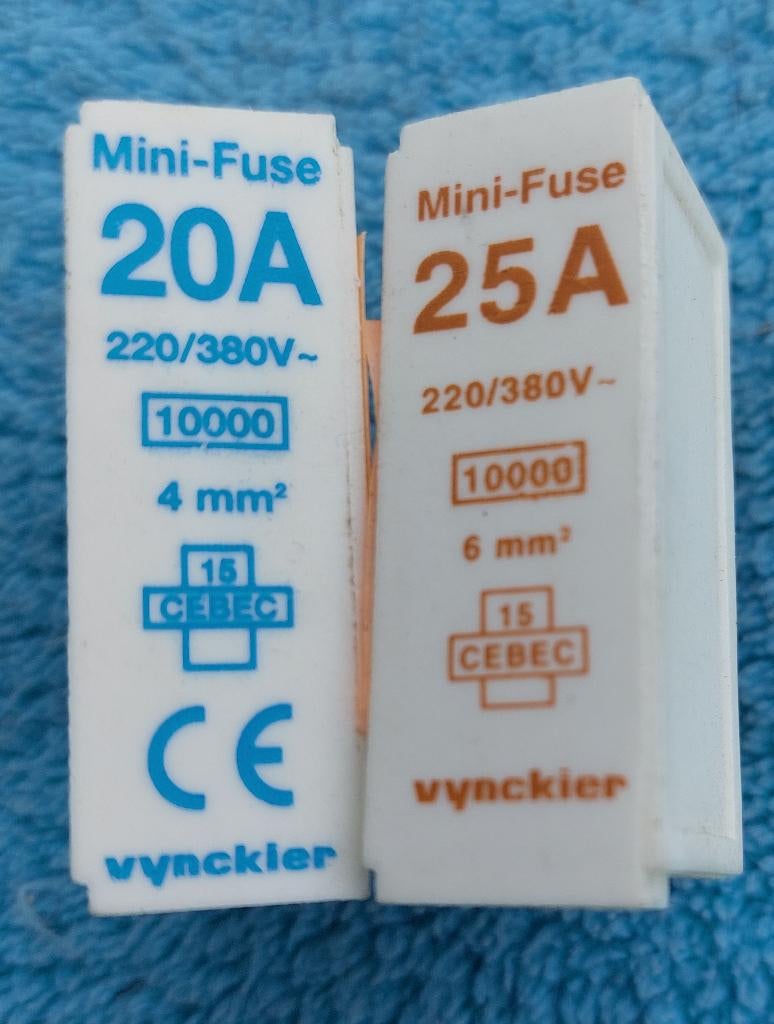 Mini-Fuse
20A
220/380V~
10000
4 mm²
15
CEBEC
CE
vynckier
Mini-Fuse
25A
220/380V~
10000
6 mm²
15
CEBEC
vynckier